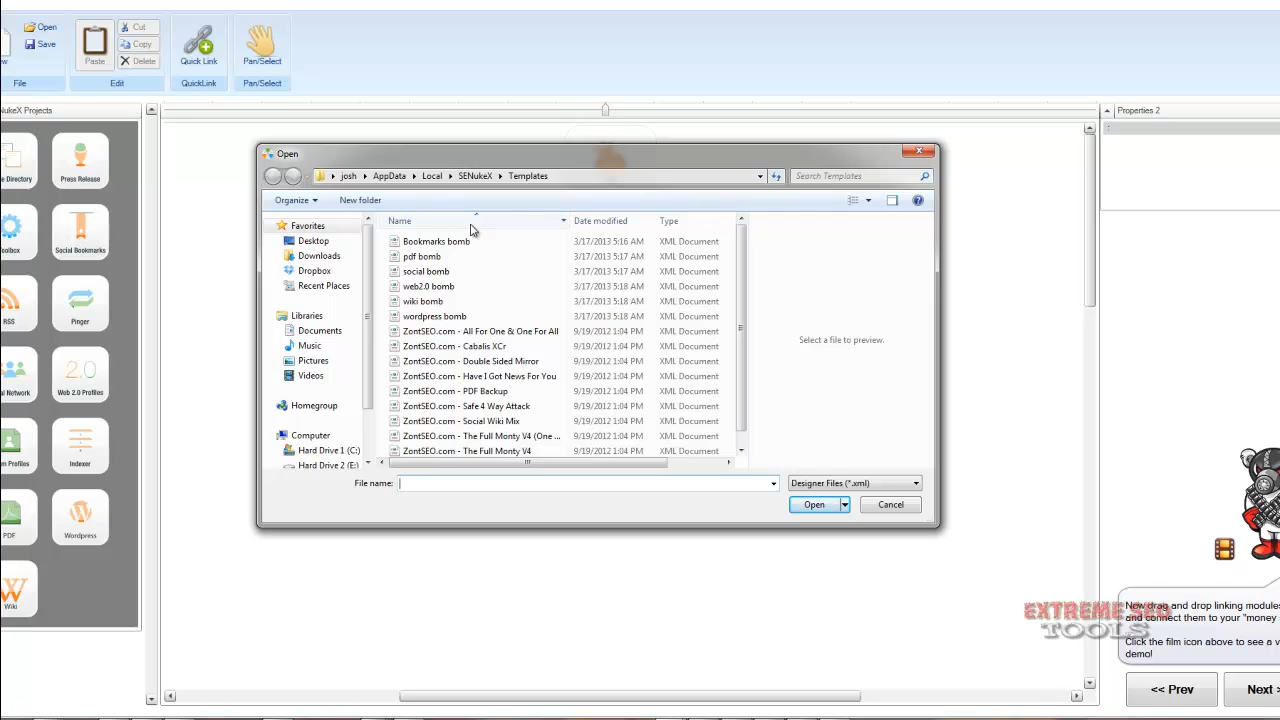 Open
Save
File
Paste
Cut
Copy
Delete
Edit
Quick Link
QuickLink
Pan/Select
Pan/Select
NukeX Projects
Properties 2
e Directory
Press Release
Toolbox
Social Bookmarks
RSS
Pinger
al Network
2.0
Web 2.0 Profiles
m Profiles
Indexer
PDF
Wordpress
Wiki
Open
josh
AppData
Local
SENukeX
Templates
Search Templates
Organize
New folder
Favorites
Desktop
Downloads
Dropbox
Recent Places
Libraries
Documents
Music
Pictures
Videos
Homegroup
Computer
Hard Drive 1 (C:)
Hard Drive 2 (E:)
Name Date modified Type
Bookmarks bomb 3/17/2013 5:16 AM XML Document
pdf bomb 3/17/2013 5:17 AM XML Document
social bomb 3/17/2013 5:17 AM XML Document
web2.0 bomb 3/17/2013 5:18 AM XML Document
wiki bomb 3/17/2013 5:18 AM XML Document
wordpress bomb 3/17/2013 5:18 AM XML Document
ZontSEO.com - All For One & One For All 9/19/2012 1:04 PM XML Document
ZontSEO.com - Cabalis XCr 9/19/2012 1:04 PM XML Document
ZontSEO.com - Double Sided Mirror 9/19/2012 1:04 PM XML Document
ZontSEO.com - Have I Got News For You 9/19/2012 1:04 PM XML Document
ZontSEO.com - PDF Backup 9/19/2012 1:04 PM XML Document
ZontSEO.com - Safe 4 Way Attack 9/19/2012 1:04 PM XML Document
ZontSEO.com - Social Wiki Mix 9/19/2012 1:04 PM XML Document
ZontSEO.com - The Full Monty V4 (One ... 9/19/2012 1:04 PM XML Document
ZontSEO.com - The Full Monty V4 9/19/2012 1:04 PM XML Document
Select a file to preview.
File name:
Designer Files (*.xml)
Open
Cancel
Now drag and drop linking modules
and connect them to your "money
Click the film icon above to see a v
demo!
EXTREME SEO
TOOLS
<< Prev
Next >